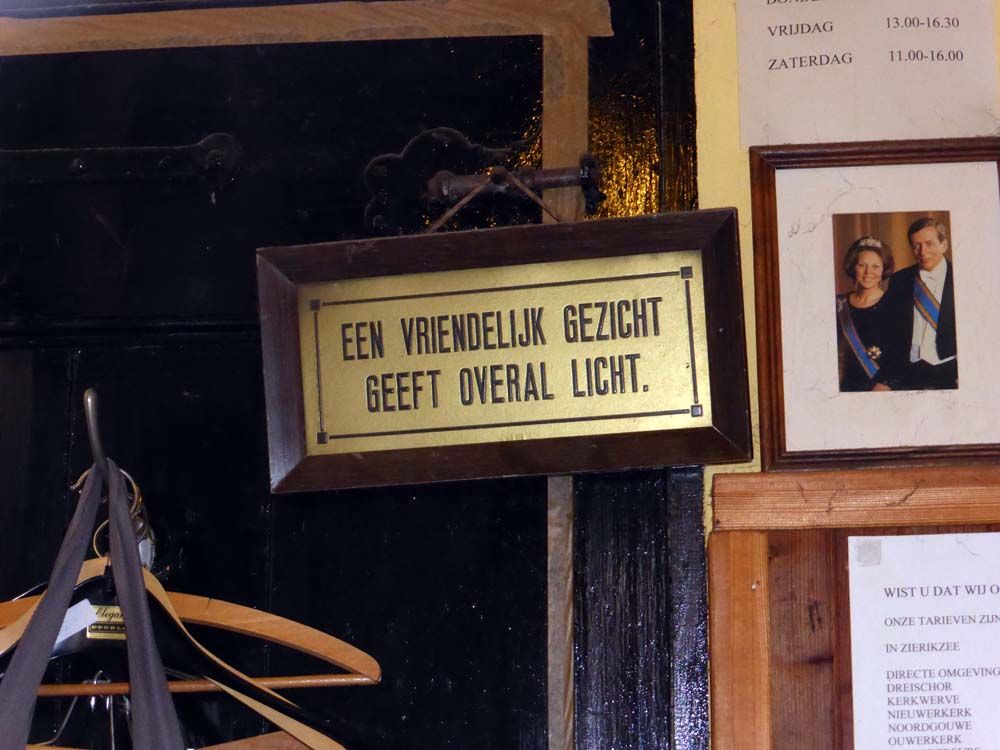 VRIJDAG 13.00-16.30
ZATERDAG 11.00-16.00
EEN VRIENDELIJK GEZICHT
GEEFT OVERAL LICHT.
WIST U DAT WIJ
ONZE TARIEVEN ZIJN
IN ZIERIKZEE
DIRECTE OMGEVING
DREISCHOR
KERKWERVE
NIEUWERKERK
NOORDGOUWE
OUWERKERK